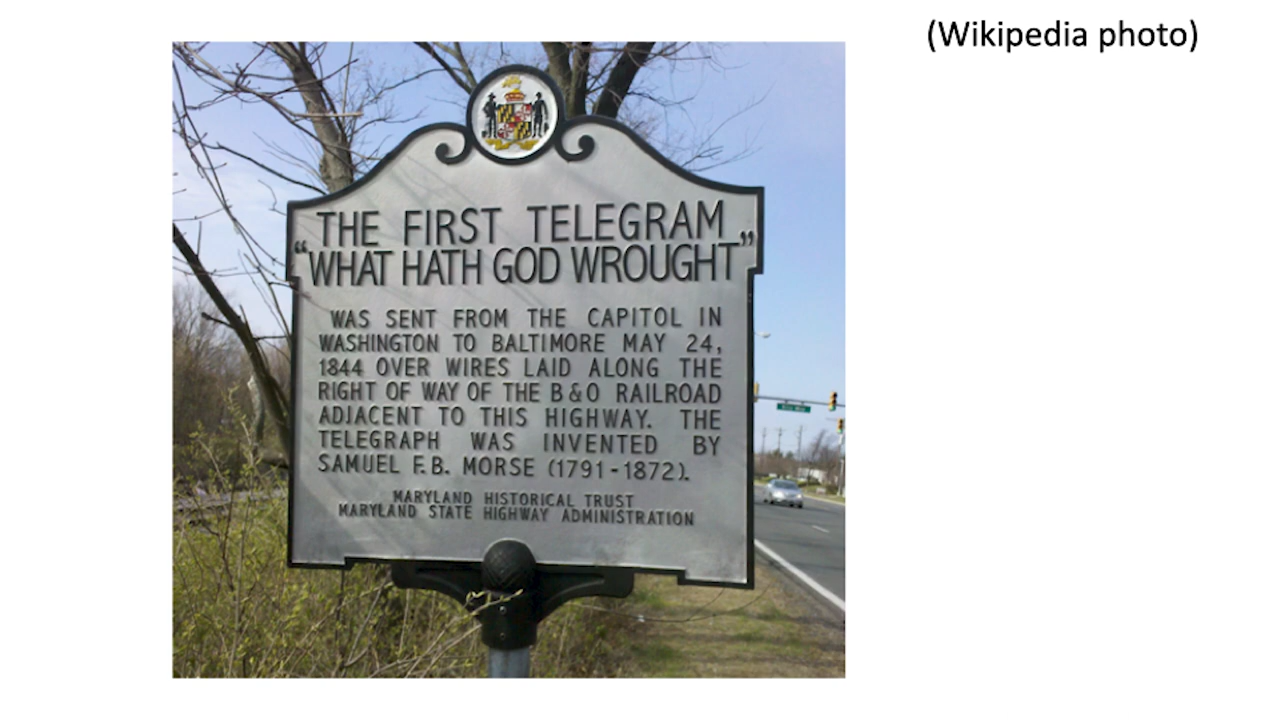 (Wikipedia photo)
THE FIRST TELEGRAM
"WHAT HATH GOD WROUGHT"
WAS SENT FROM THE CAPITOL IN
WASHINGTON TO BALTIMORE MAY 24,
1844 OVER WIRES LAID ALONG THE
RIGHT OF WAY OF THE B&O RAILROAD
ADJACENT TO THIS HIGHWAY. THE
TELEGRAPH WAS INVENTED BY
SAMUEL F.B. MORSE (1791-1872).
MARYLAND HISTORICAL TRUST
MARYLAND STATE HIGHWAY ADMINISTRATION